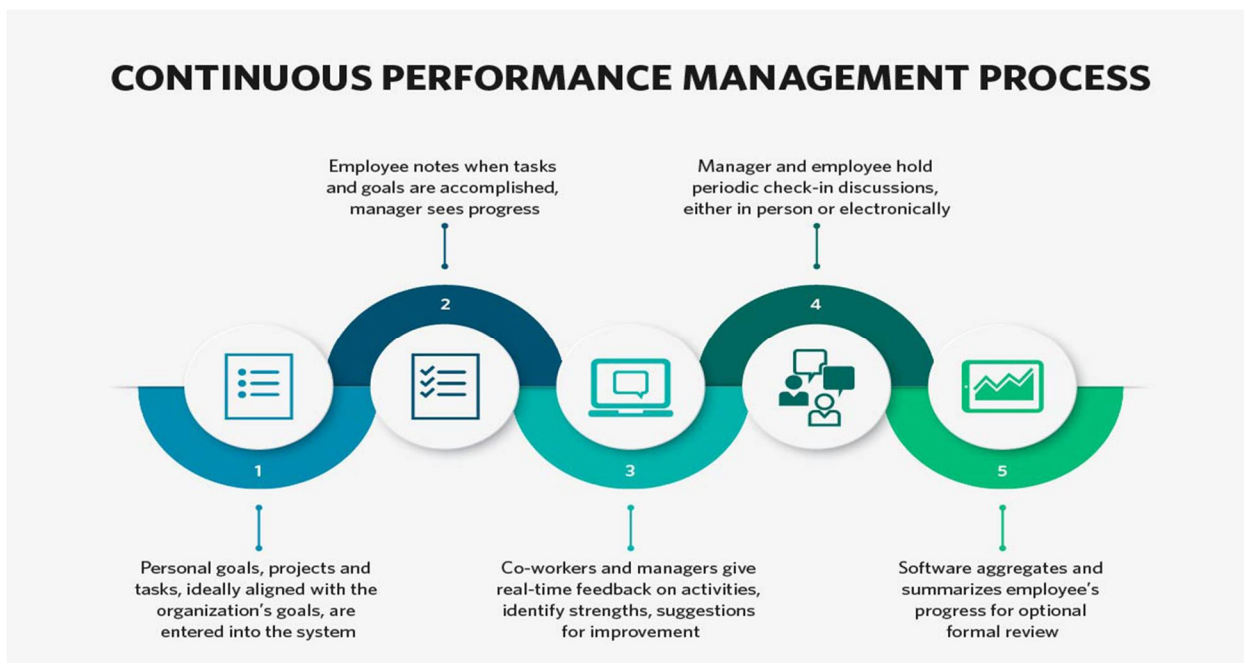 CONTINUOUS PERFORMANCE MANAGEMENT PROCESS
Employee notes when tasks
and goals are accomplished,
manager sees progress
Manager and employee hold
periodic check-in discussions,
either in person or electronically
2
4
1
3
5
Personal goals, projects and
tasks, ideally aligned with the
organization's goals, are
entered into the system
Co-workers and managers give
real-time feedback on activities,
identify strengths, suggestions
for improvement
Software aggregates and
summarizes employee's
progress for optional
formal review